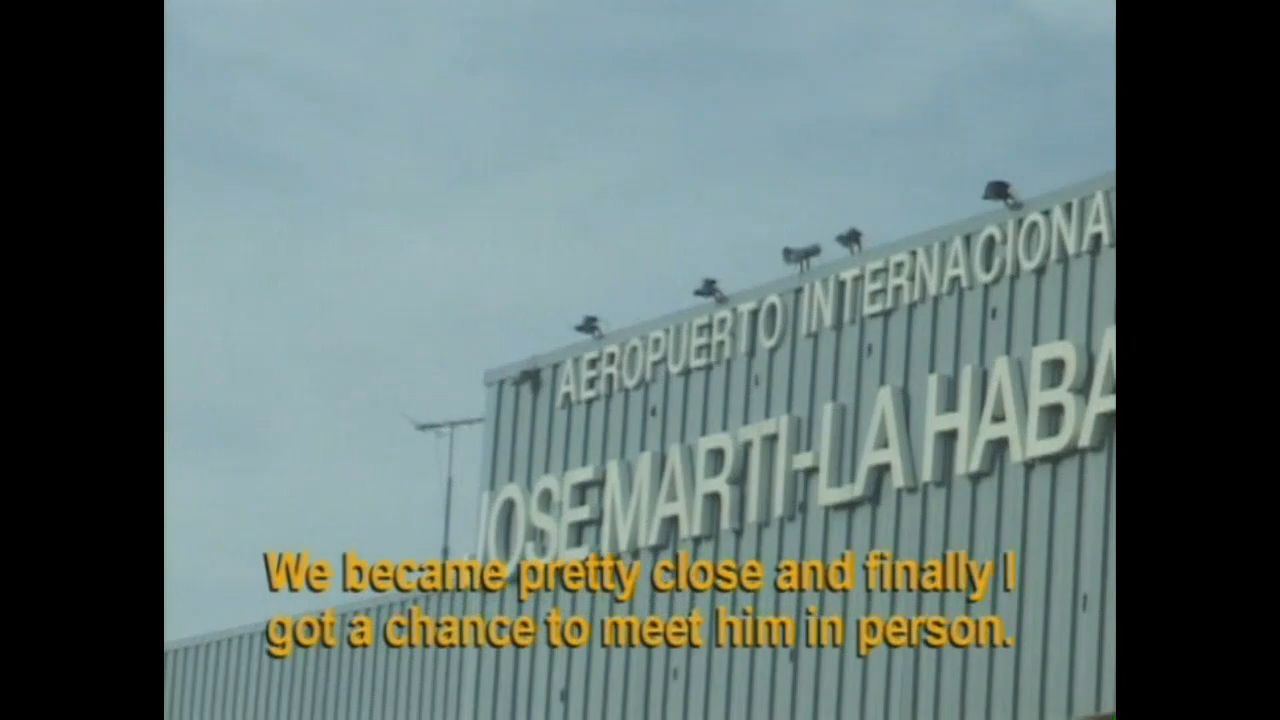 AEROPUERTO INTERNACIONA
JOSE MARTI-LA HABA
We became pretty close and finally I
got a chance to meet him in person.